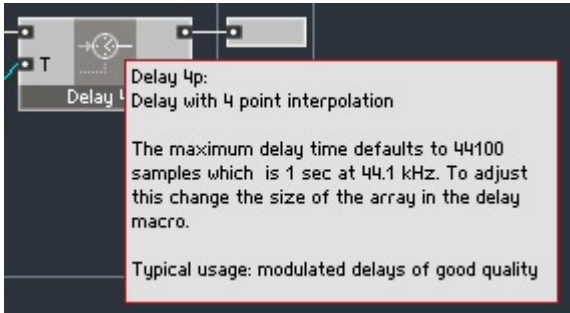 T
Delay 4
Delay 4p:
Delay with 4 point interpolation
The maximum delay time defaults to 44100
samples which  is 1 sec at 44.1 kHz. To adjust
this change the size of the array in the delay
macro.
Typical usage: modulated delays of good quality